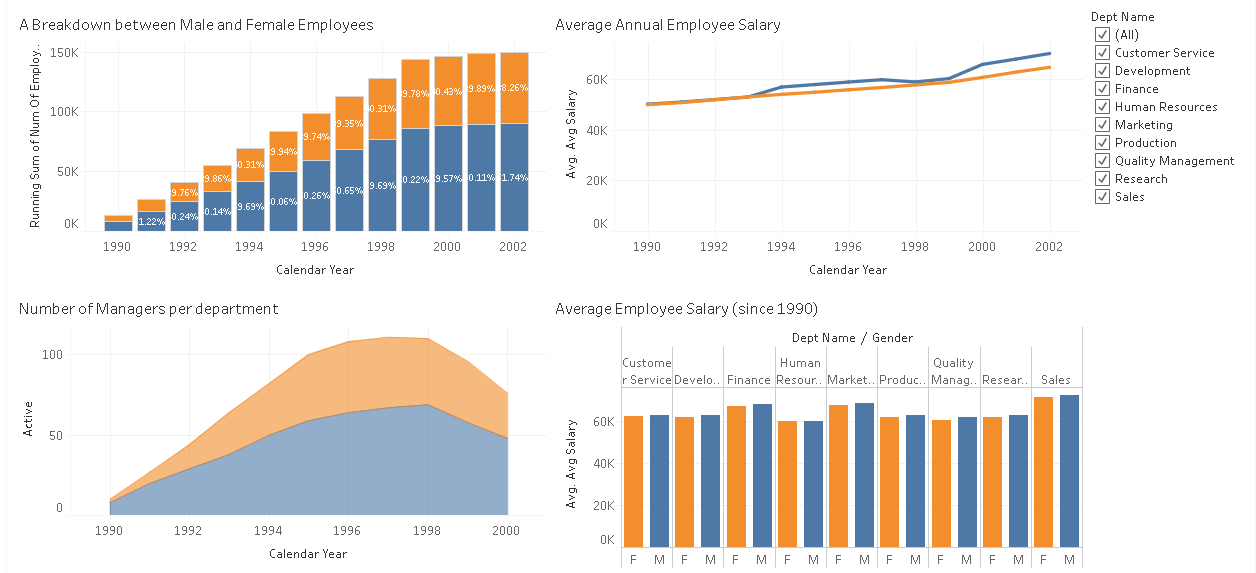 A Breakdown between Male and Female Employees
Running Sum of Num Of Employ..
150K
100K
50K
0K
9.76%
9.86%
0.31%
9.94%
9.74%
9.35%
0.31%
9.78%
0.43%
9.89%
8.26%
1.22%
0.24%
0.14%
9.69%
0.06%
0.26%
0.65%
9.69%
0.22%
9.57%
0.11%
1.74%
1990 1992 1994 1996 1998 2000 2002
Calendar Year
Average Annual Employee Salary
Avg. Avg Salary
60K
40K
20K
0K
1990 1992 1994 1996 1998 2000 2002
Calendar Year
Dept Name
(All)
Customer Service
Development
Finance
Human Resources
Marketing
Production
Quality Management
Research
Sales
Number of Managers per department
Active
100
50
0
1990 1992 1994 1996 1998 2000
Calendar Year
Average Employee Salary (since 1990)
Dept Name / Gender
Custome
r Service
Develo..
Finance
Human
Resour..
Market..
Produc..
Quality
Manag..
Resear..
Sales
Avg. Avg Salary
60K
40K
20K
0K
F M F M F M F M F M F M F M F M F M